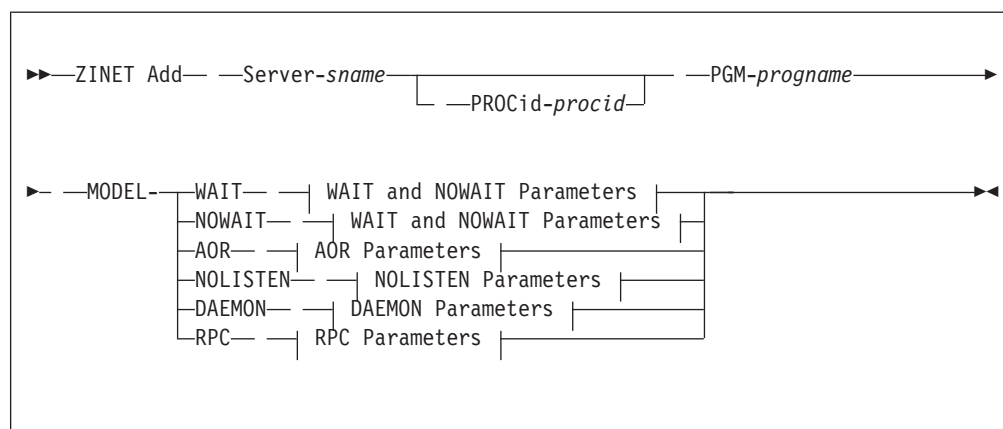 ZINET Add Server-sname PGM-progname
PROCid-procid
MODEL- WAIT WAIT and NOWAIT Parameters
NOWAIT WAIT and NOWAIT Parameters
AOR AOR Parameters
NOLISTEN NOLISTEN Parameters
DAEMON DAEMON Parameters
RPC RPC Parameters